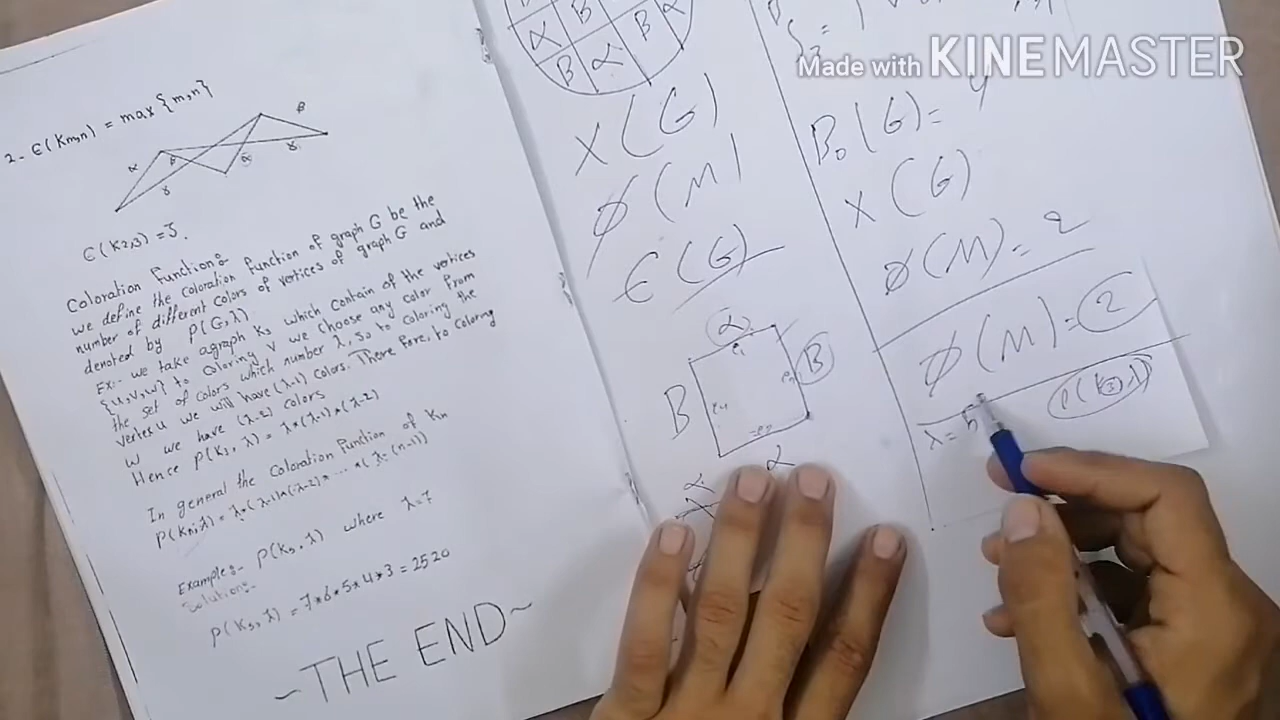 Made with KINEMASTER
2- ϵ(Km,n) = max{m,n}
α β γ α γ β
ϵ(K2,3) = 3.
Coloration Function:
we define the coloration function of graph G be the
number of different colors of vertices of graph G and
denoted by P(G,λ)
Ex:- we take agraph K3 which contain of the vertices
{u,v,w} to coloring v we choose any color from
the set of colors which number λ, so to coloring the
vertex u we will have (λ-1) colors. There fore, to coloring
w we have (λ-2) colors
Hence P(K3, λ) = λ*(λ-1)*(λ-2)
In general the Coloration Function of Kn
P(Kn,λ) = λ*(λ-1)*(λ-2)*.....*(λ-(n-1))
Example:- P(K5, λ) where λ=7
Solution:-
P(K5, λ) = 7*6*5*4*3 = 2520
~THE END~
α B
α B α
B α
X(G)
ϕ(M)
ϵ(G)
α
e1
B
B
α
α
B0(G)= 4
X(G)
ϕ(M)= 2
ϕ(M)= 2
P(K3,λ)
λ= 5